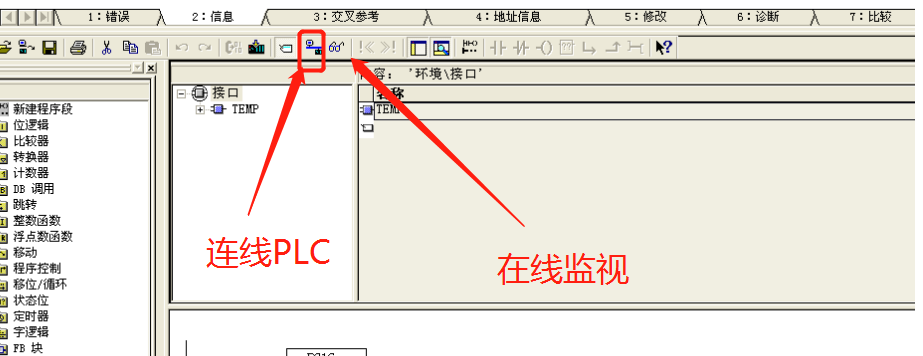 1：错误 2：信息 3：交叉参考 4：地址信息 5：修改 6：诊断 7：比较
!<< >>!
内容： '环境\接口'
接口
TEMP
名称
TEMP
新建程序段
位逻辑
比较器
转换器
计数器
DB 调用
跳转
整数函数
浮点数函数
移动
程序控制
移位/循环
状态位
定时器
字逻辑
FB 块
连线PLC
在线监视